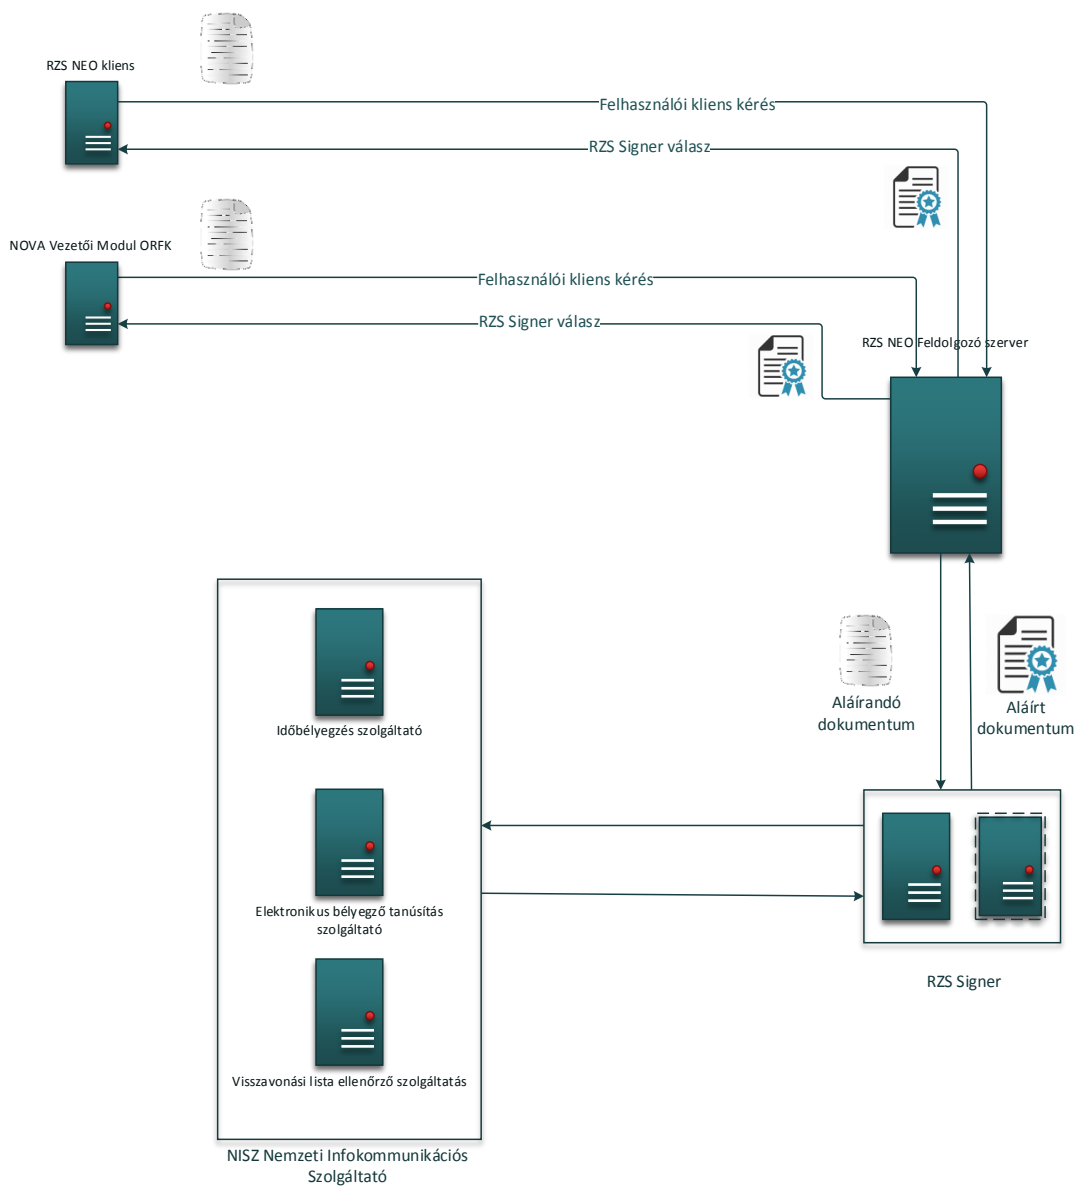 RZS NEO kliens
Felhasználói kliens kérés
RZS Signer válasz
NOVA Vezetői Modul ORFK
Felhasználói kliens kérés
RZS Signer válasz
RZS NEO Feldolgozó szerver
Aláírandó
dokumentum
Aláírt
dokumentum
Időbélyegzés szolgáltató
Elektronikus bélyegző tanúsítás
szolgáltató
Visszavonási lista ellenőrző szolgáltatás
RZS Signer
NISZ Nemzeti Infokommunikációs
Szolgáltató